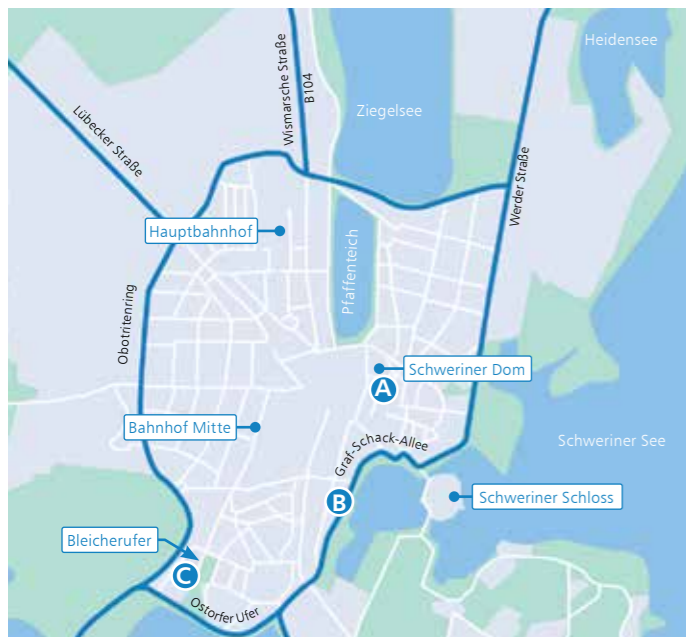 Heidensee
Wismarsche Straße
B104
Ziegelsee
Lübecker Straße
Werder Straße
Hauptbahnhof
Pfaffenteich
Obotritenring
Schweriner Dom
A
Bahnhof Mitte
Graf-Schack-Allee
Schweriner See
B
Schweriner Schloss
Bleicherufer
C
Ostorfer Ufer